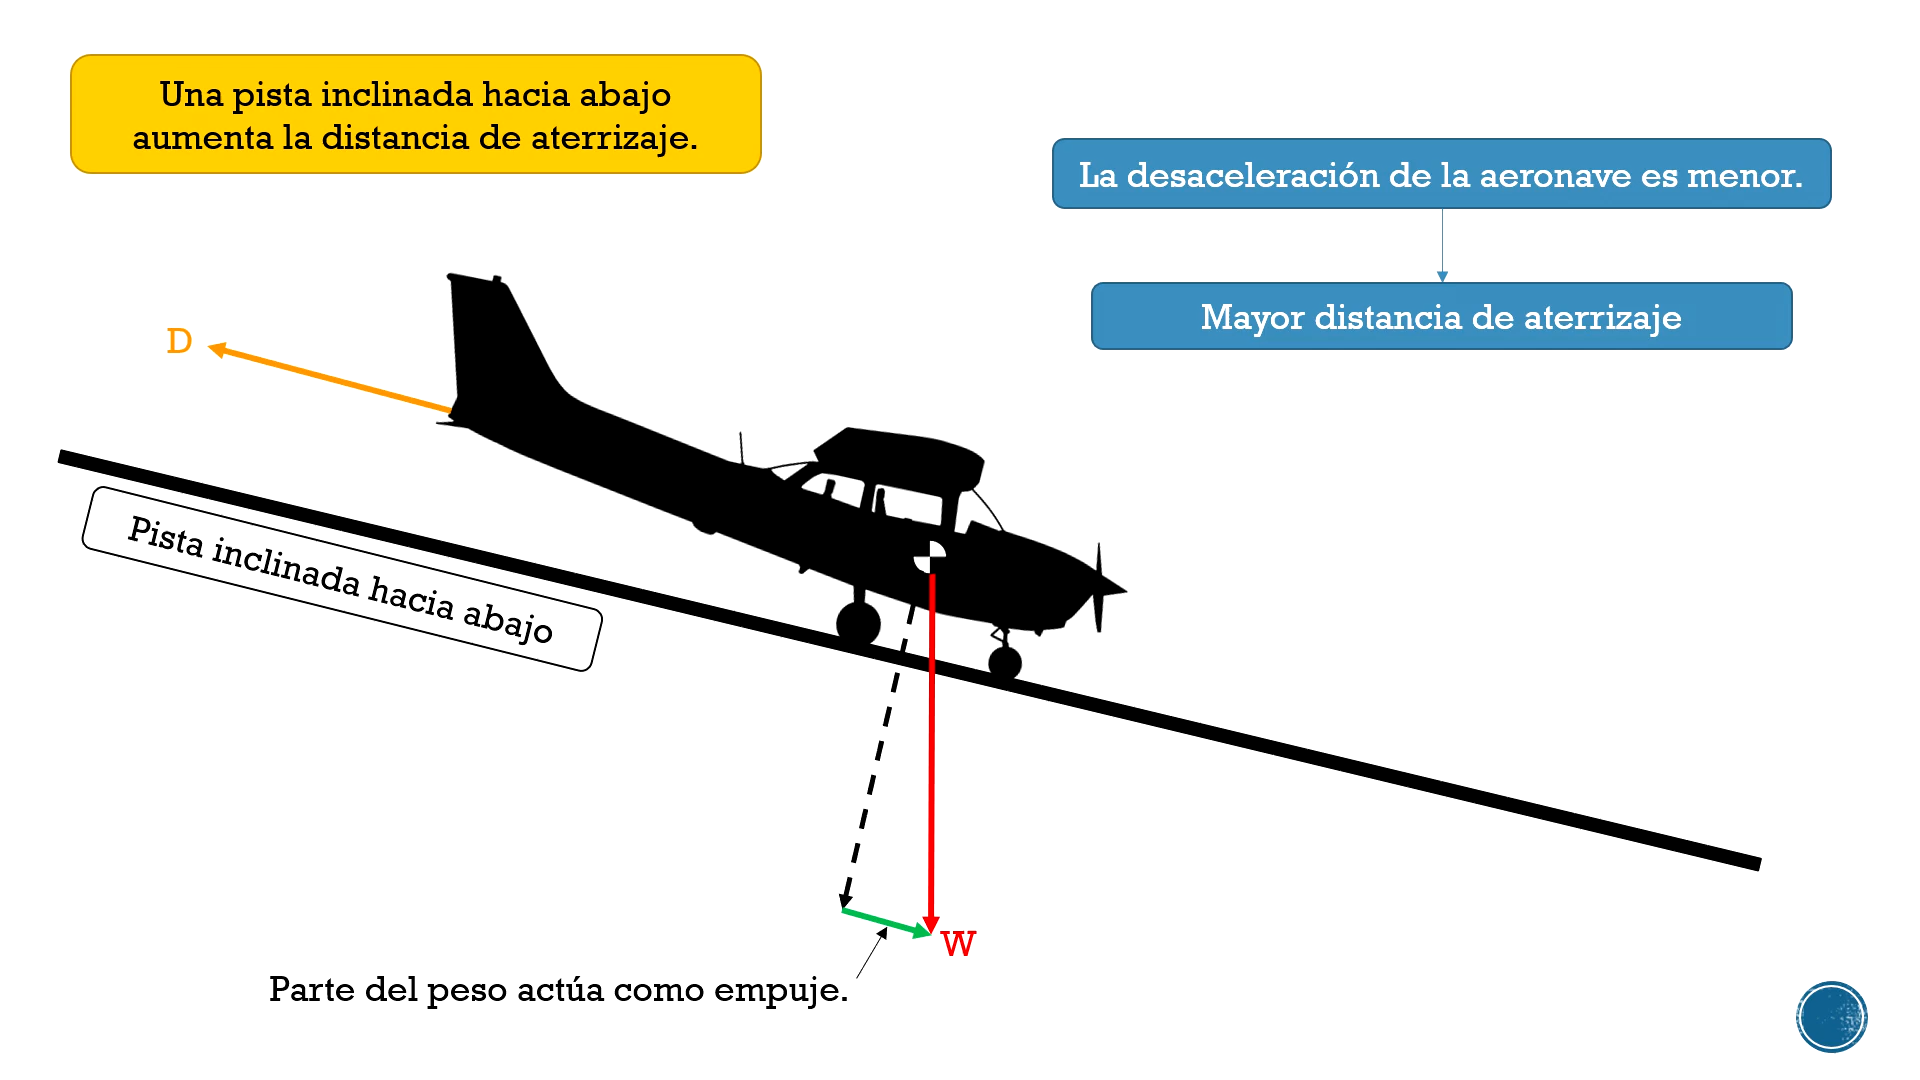 Una pista inclinada hacia abajo
aumenta la distancia de aterrizaje.
La desaceleración de la aeronave es menor.
Mayor distancia de aterrizaje
D
Pista inclinada hacia abajo
W
Parte del peso actúa como empuje.